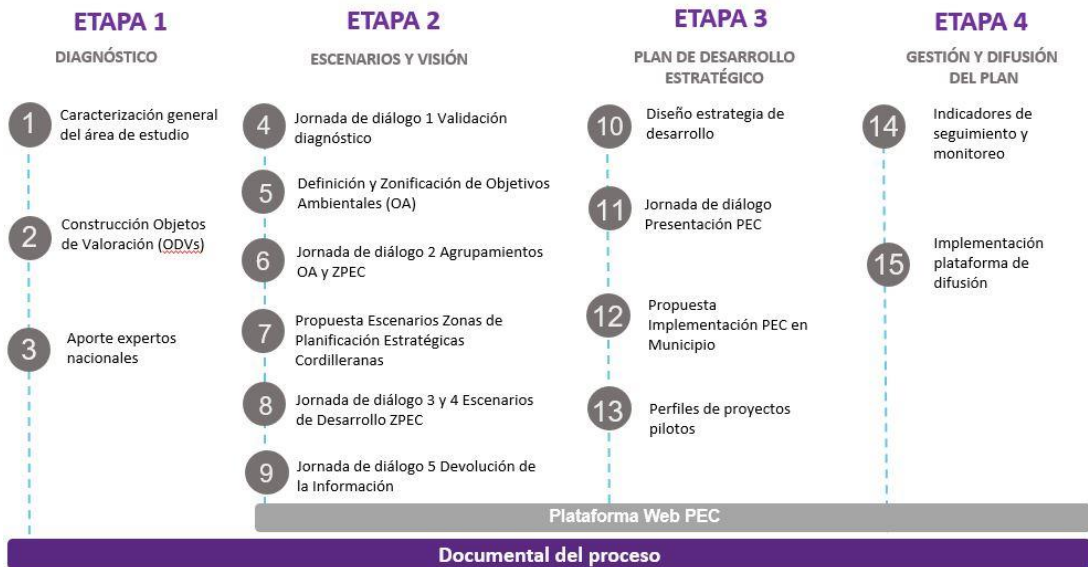 ETAPA 1
DIAGNÓSTICO
1
Caracterización general
del área de estudio
2
Construcción Objetos
de Valoración (ODVs)
3
Aporte expertos
nacionales
ETAPA 2
ESCENARIOS Y VISIÓN
4
Jornada de diálogo 1 Validación
diagnóstico
5
Definición y Zonificación de Objetivos
Ambientales (OA)
6
Jornada de diálogo 2 Agrupamientos
OA y ZPEC
7
Propuesta Escenarios Zonas de
Planificación Estratégicas
Cordilleranas
8
Jornada de diálogo 3 y 4 Escenarios
de Desarrollo ZPEC
9
Jornada de diálogo 5 Devolución de
la Información
ETAPA 3
PLAN DE DESARROLLO
ESTRATÉGICO
10
Diseño estrategia de
desarrollo
11
Jornada de diálogo
Presentación PEC
12
Propuesta
Implementación PEC en
Municipio
13
Perfiles de proyectos
pilotos
ETAPA 4
GESTIÓN Y DIFUSIÓN
DEL PLAN
14
Indicadores de
seguimiento y
monitoreo
15
Implementación
plataforma de
difusión
Plataforma Web PEC
Documental del proceso